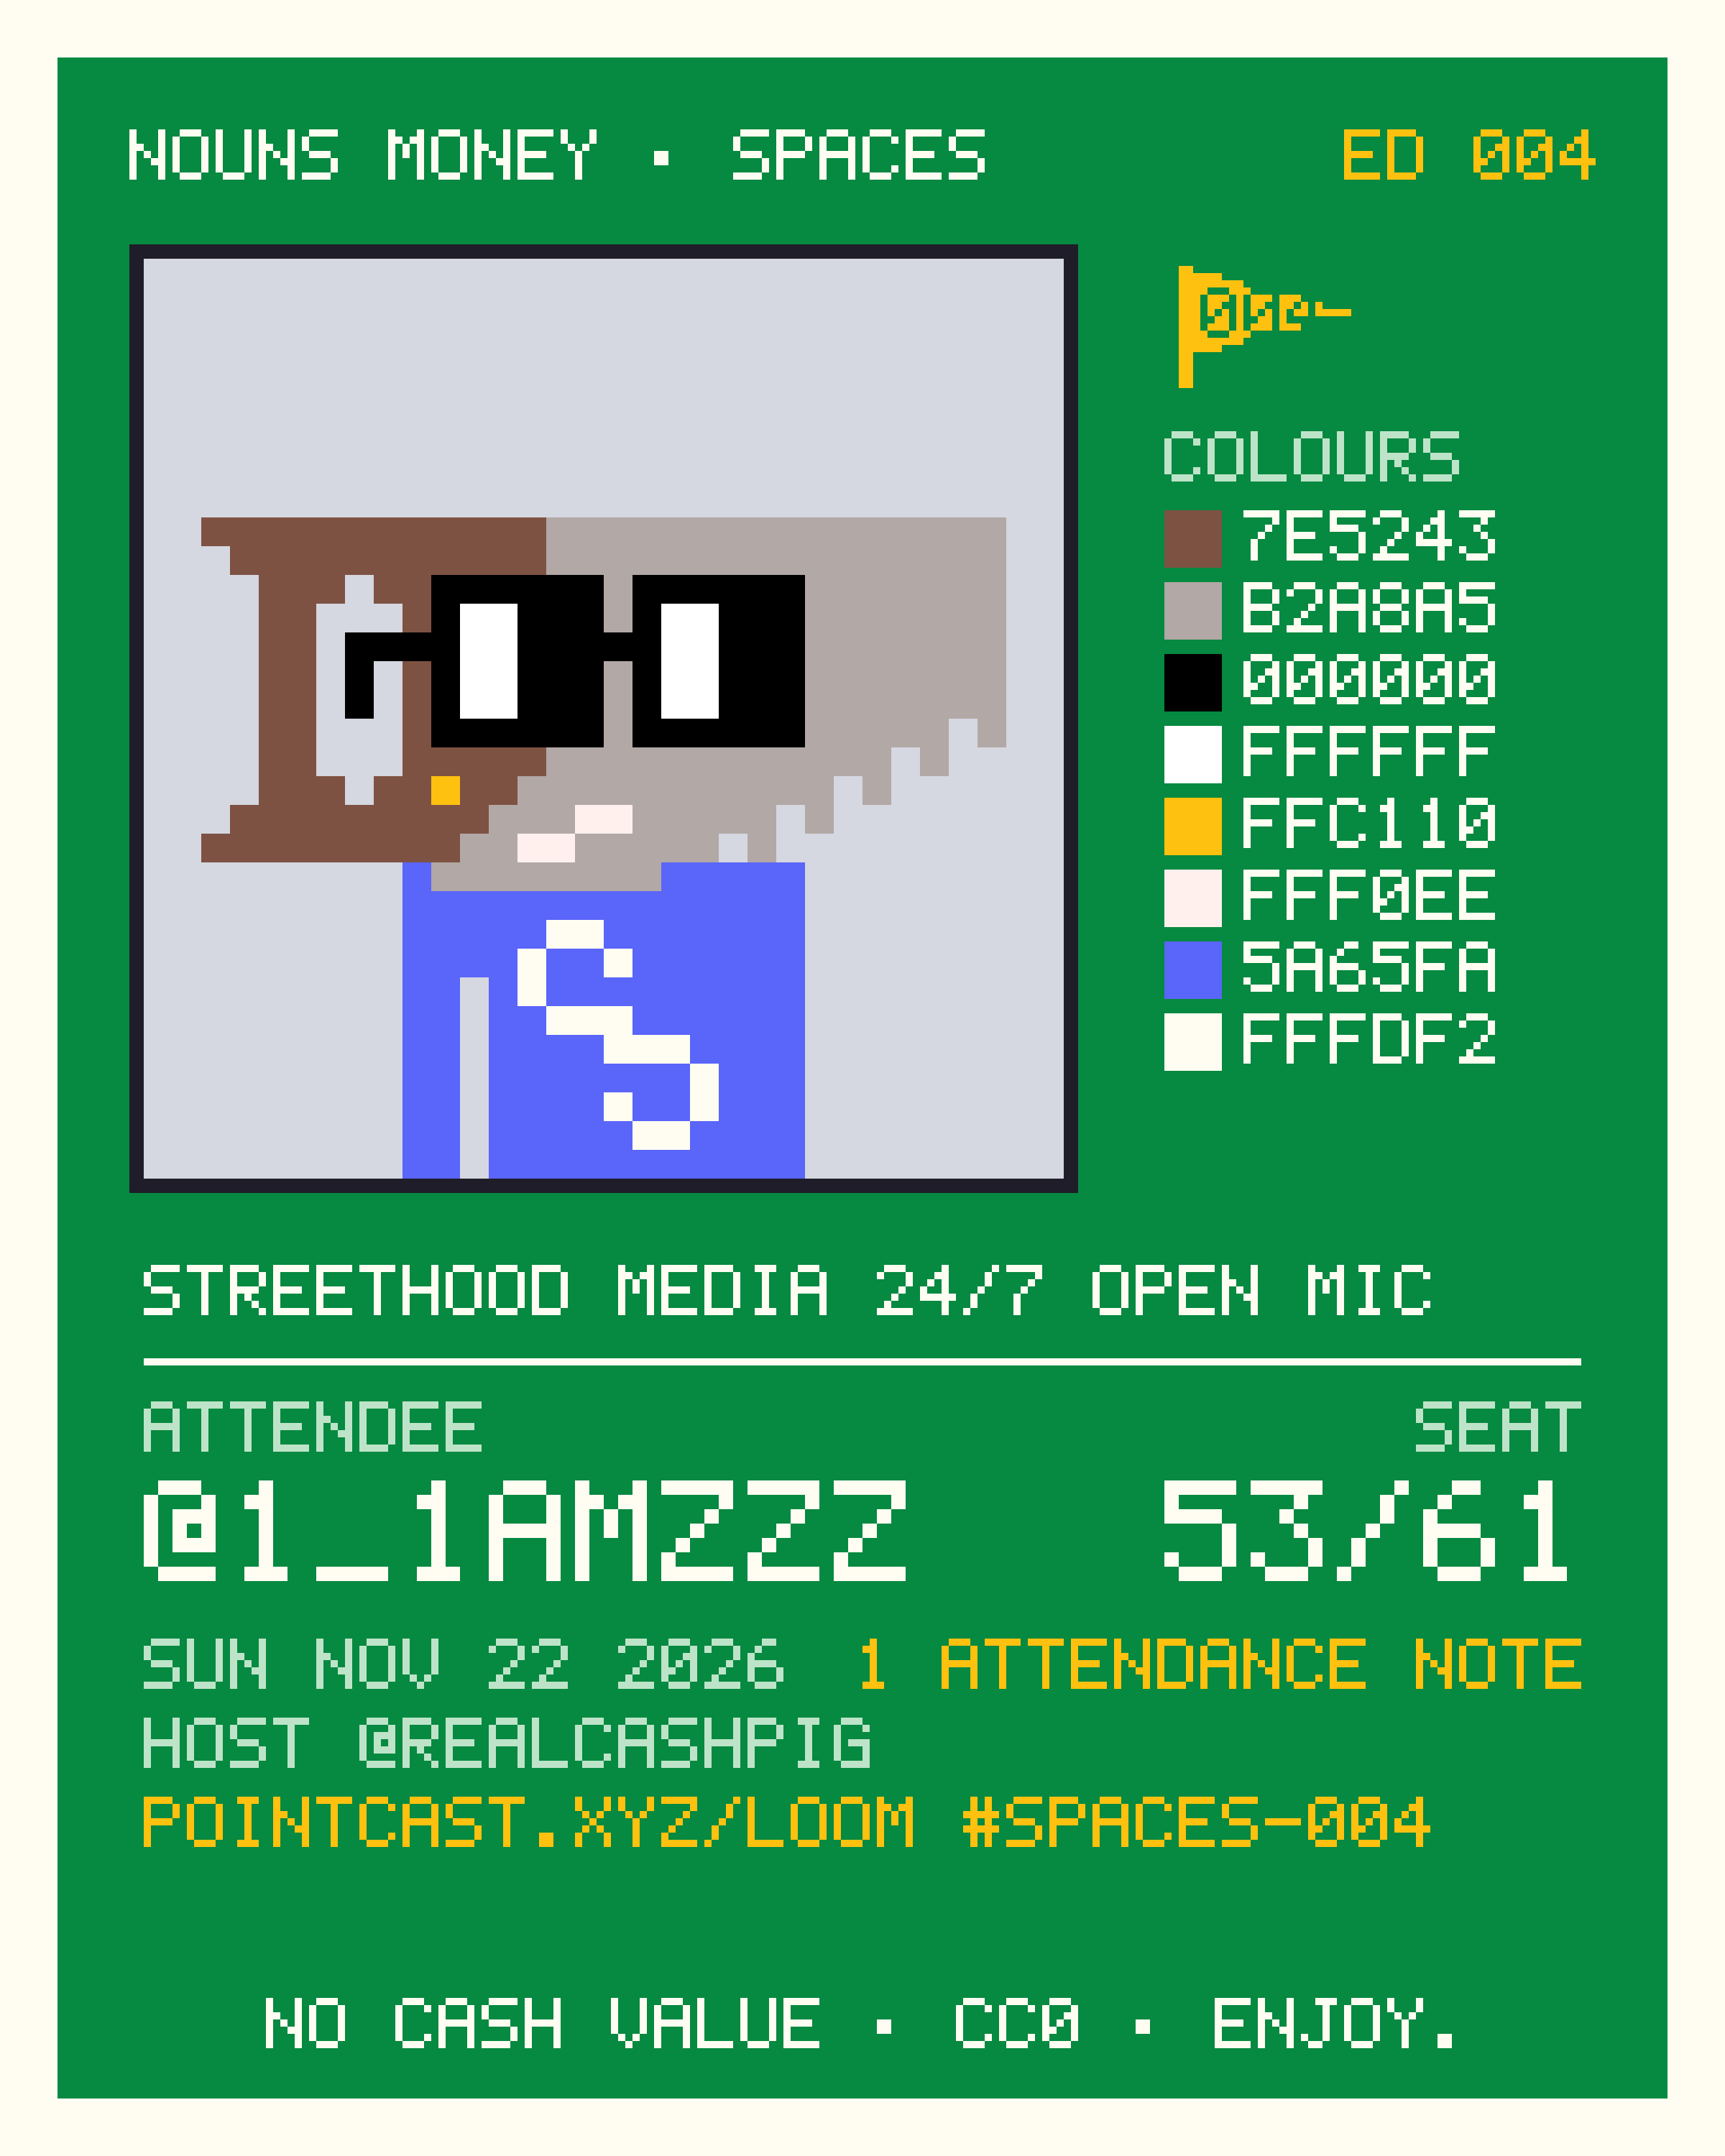 NOUNS MONEY · SPACES
ED 004
COLOURS
7E5243
B2A8A5
000000
FFFFFF
FFC110
FFF0EE
5A65FA
FFFDF2
S
STREETHOOD MEDIA 24/7 OPEN MIC
ATTENDEE SEAT
@1_1AMZZZ 53/61
SUN NOV 22 2026 1 ATTENDANCE NOTE
HOST @REALCASHPIG
POINTCAST.XYZ/LOOM #SPACES-004
NO CASH VALUE · CC0 · ENJOY.